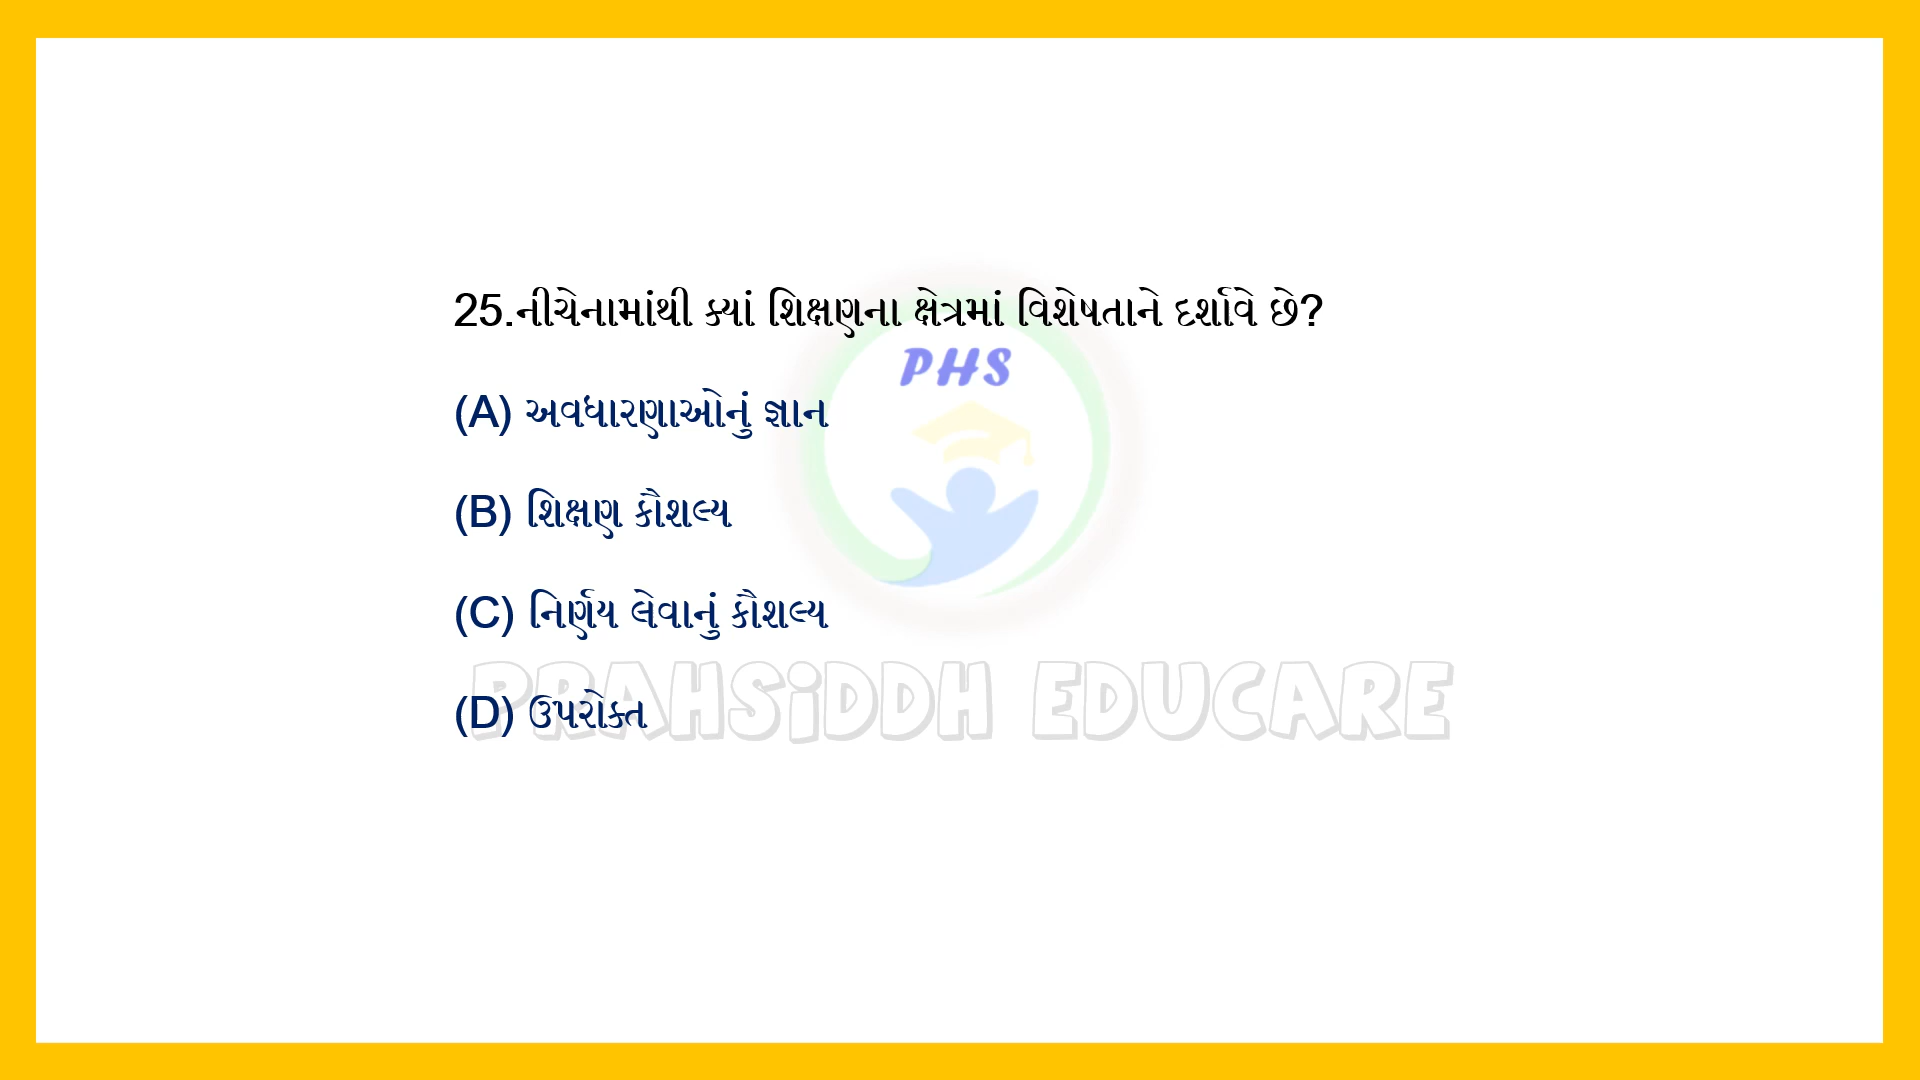 25.નીચેનામાંથી ક્યાં શિક્ષણના ક્ષેત્રમાં વિશેષતાને દર્શાવે છે?
PHS
(A) અવધારણાઓનું જ્ઞાન
(B) શિક્ષણ કૌશલ્ય
(C) નિર્ણય લેવાનું કૌશલ્ય
(D) ઉપરોક્ત
PRAHSiDDH EDUCARE